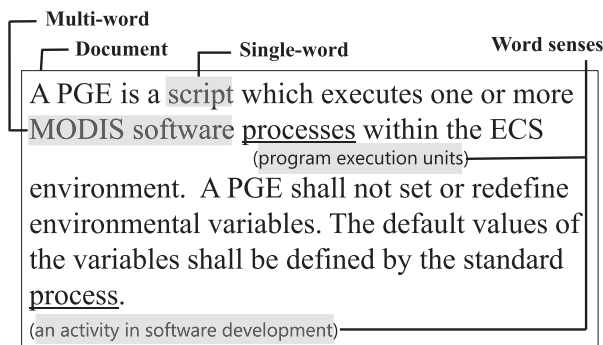 Multi-word
Document
Single-word
Word senses
A PGE is a script which executes one or more
MODIS software processes within the ECS
(program execution units)
environment. A PGE shall not set or redefine
environmental variables. The default values of
the variables shall be defined by the standard
process.
(an activity in software development)